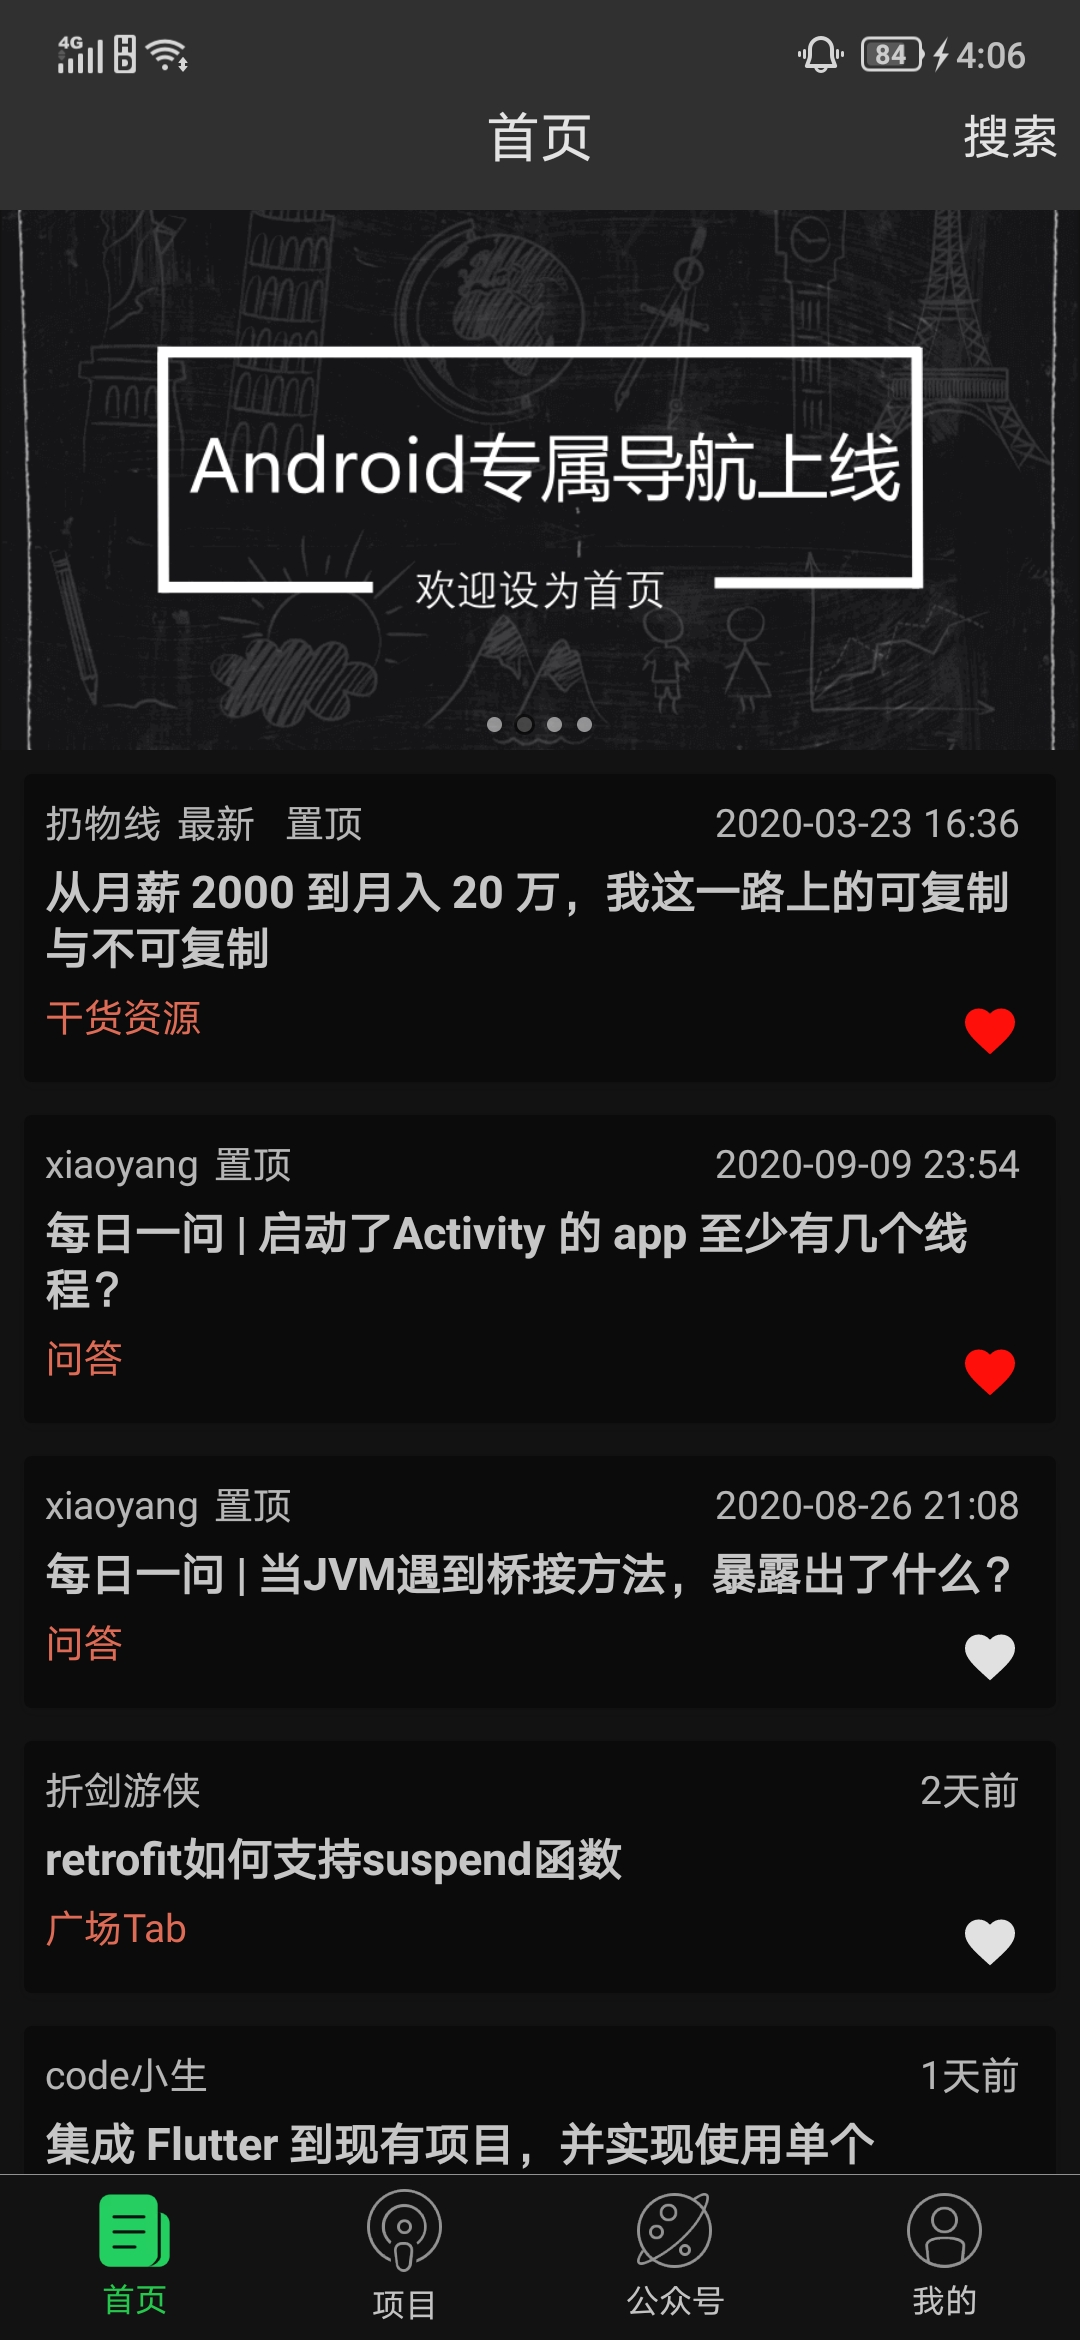 4G HD 84 4:06
首页 搜索
Android专属导航上线
欢迎设为首页
扔物线 最新 置顶 2020-03-23 16:36
从月薪 2000 到月入 20 万，我这一路上的可复制
与不可复制
干货资源
xiaoyang 置顶 2020-09-09 23:54
每日一问 | 启动了Activity 的 app 至少有几个线
程？
问答
xiaoyang 置顶 2020-08-26 21:08
每日一问 | 当JVM遇到桥接方法，暴露出了什么？
问答
折剑游侠 2天前
retrofit如何支持suspend函数
广场Tab
code小生 1天前
集成 Flutter 到现有项目，并实现使用单个
首页 项目 公众号 我的